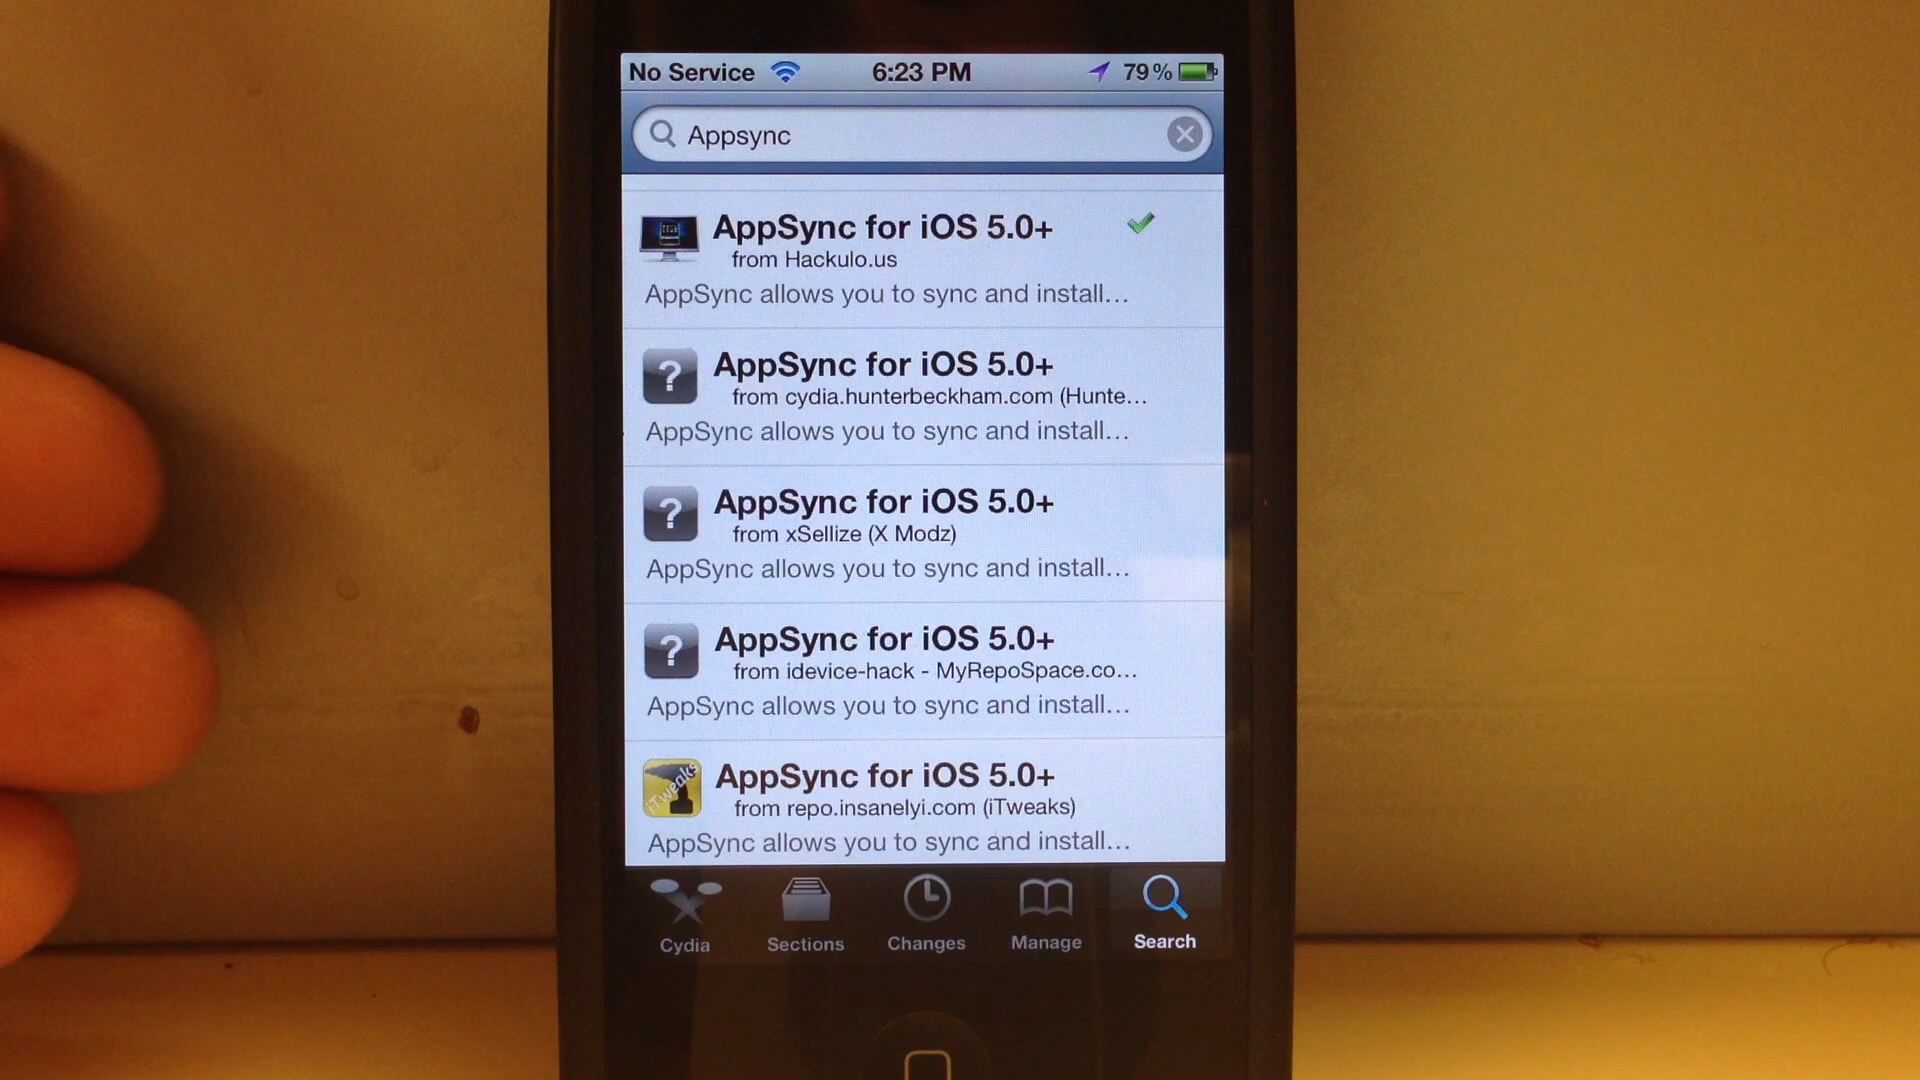 No Service 6:23 PM 79%
Appsync
AppSync for iOS 5.0+
from Hackulo.us
AppSync allows you to sync and install...
? AppSync for iOS 5.0+
from cydia.hunterbeckham.com (Hunte...
AppSync allows you to sync and install...
? AppSync for iOS 5.0+
from xSellize (X Modz)
AppSync allows you to sync and install...
? AppSync for iOS 5.0+
from idevice-hack - MyRepoSpace.co...
AppSync allows you to sync and install...
iTweaks
AppSync for iOS 5.0+
from repo.insanelyi.com (iTweaks)
AppSync allows you to sync and install...
Cydia Sections Changes Manage Search